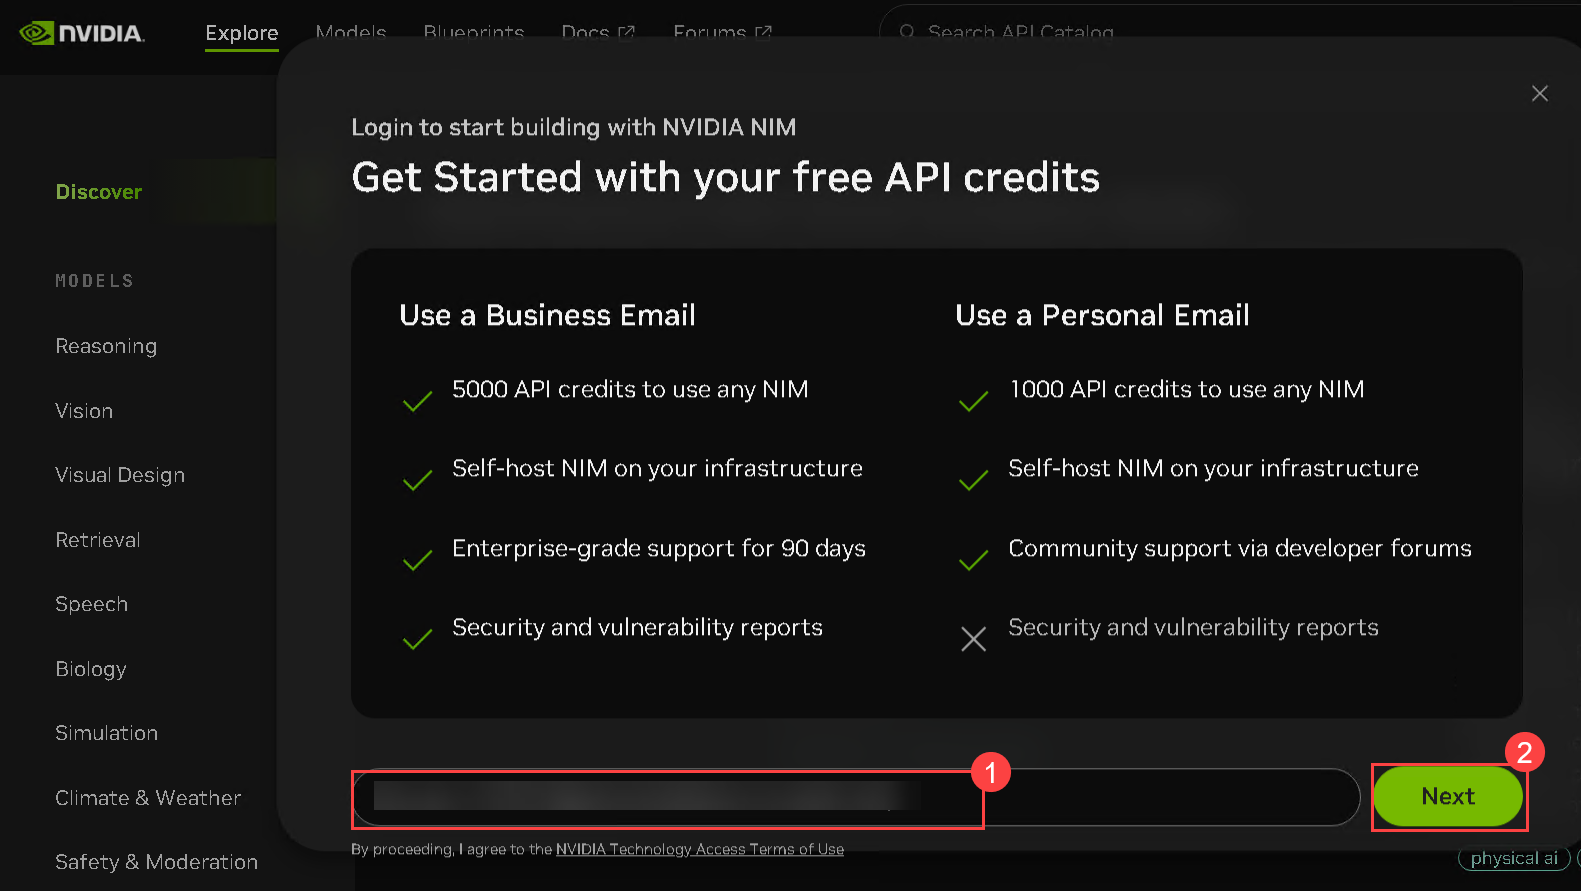 NVIDIA.
Explore
Models
Blueprints
Docs
Forums
Search API Catalog
Login to start building with NVIDIA NIM
Get Started with your free API credits
Discover
MODELS
Reasoning
Vision
Visual Design
Retrieval
Speech
Biology
Simulation
Climate & Weather
Safety & Moderation
Use a Business Email
5000 API credits to use any NIM
Self-host NIM on your infrastructure
Enterprise-grade support for 90 days
Security and vulnerability reports
Use a Personal Email
1000 API credits to use any NIM
Self-host NIM on your infrastructure
Community support via developer forums
Security and vulnerability reports
1
2
Next
By proceeding, I agree to the NVIDIA Technology Access Terms of Use
physical ai